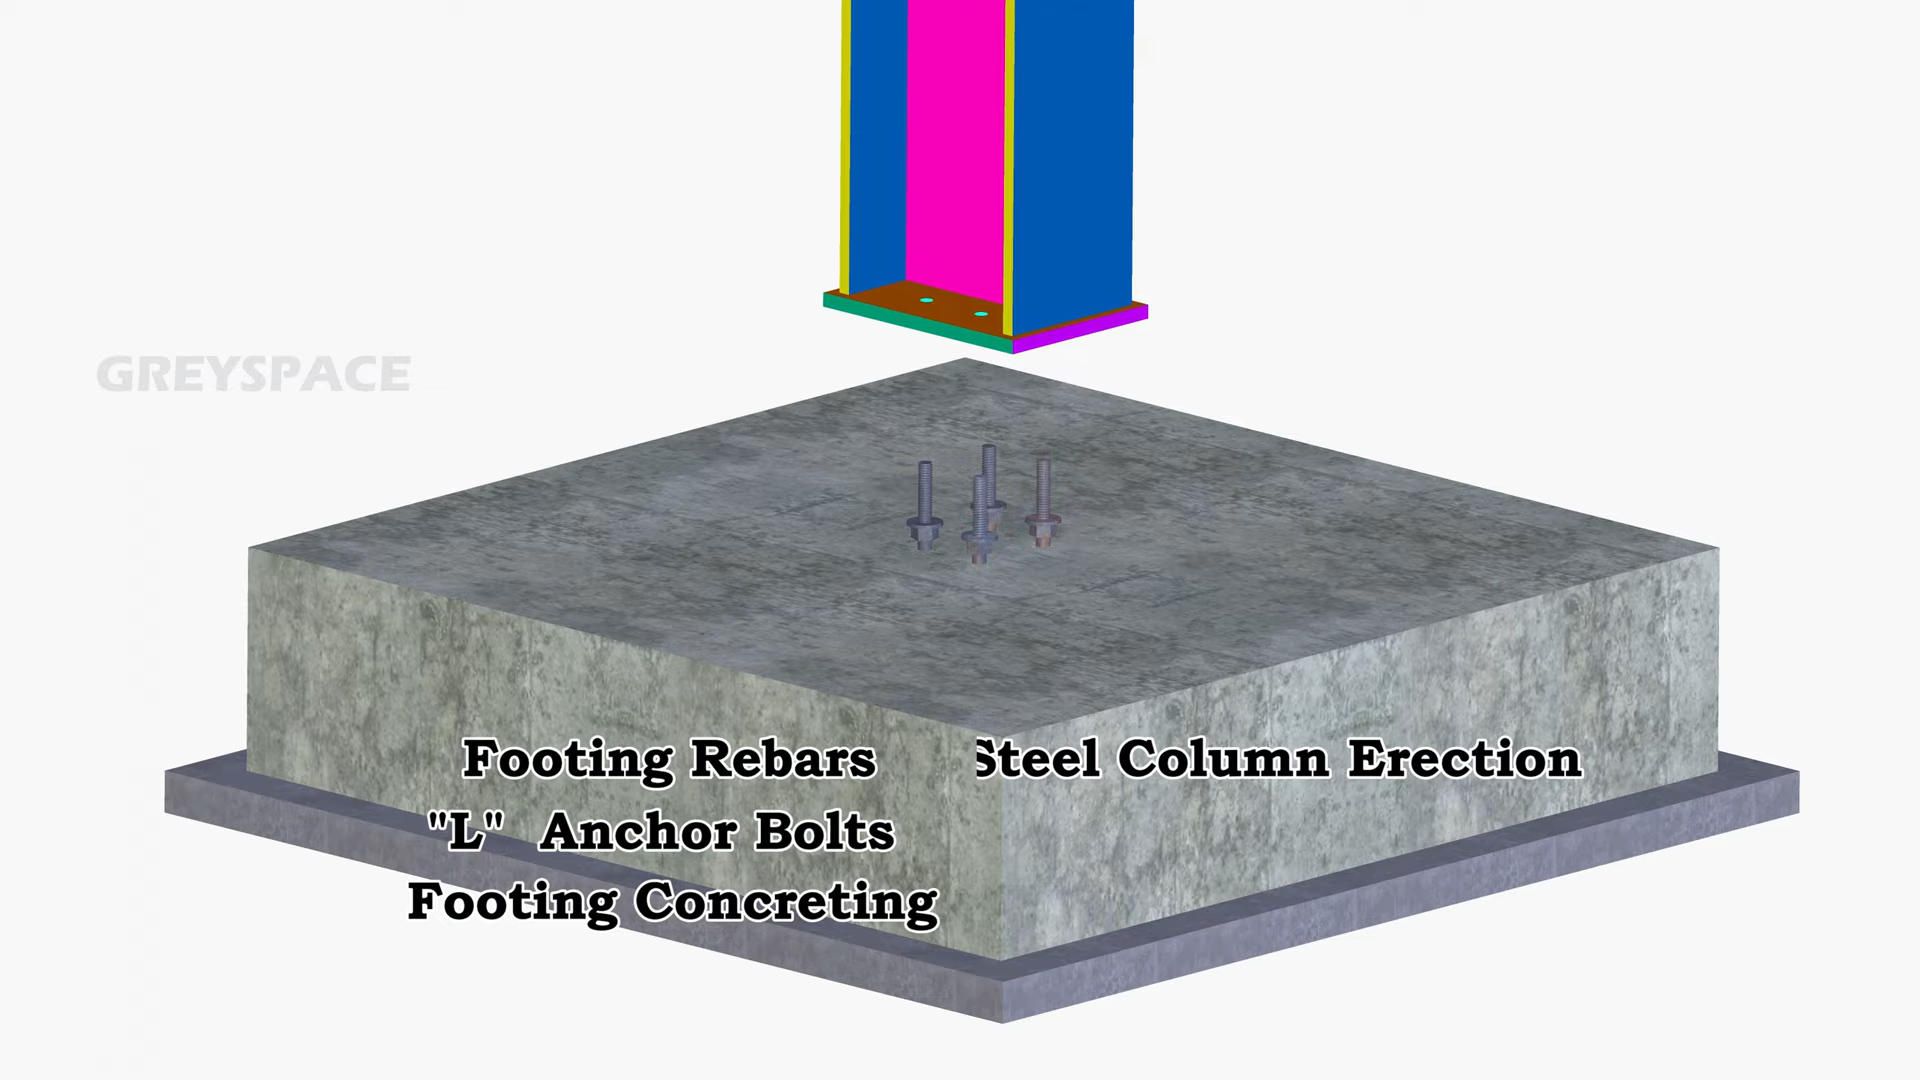 GREYSPACE
Footing Rebars
"L" Anchor Bolts
Footing Concreting
Steel Column Erection